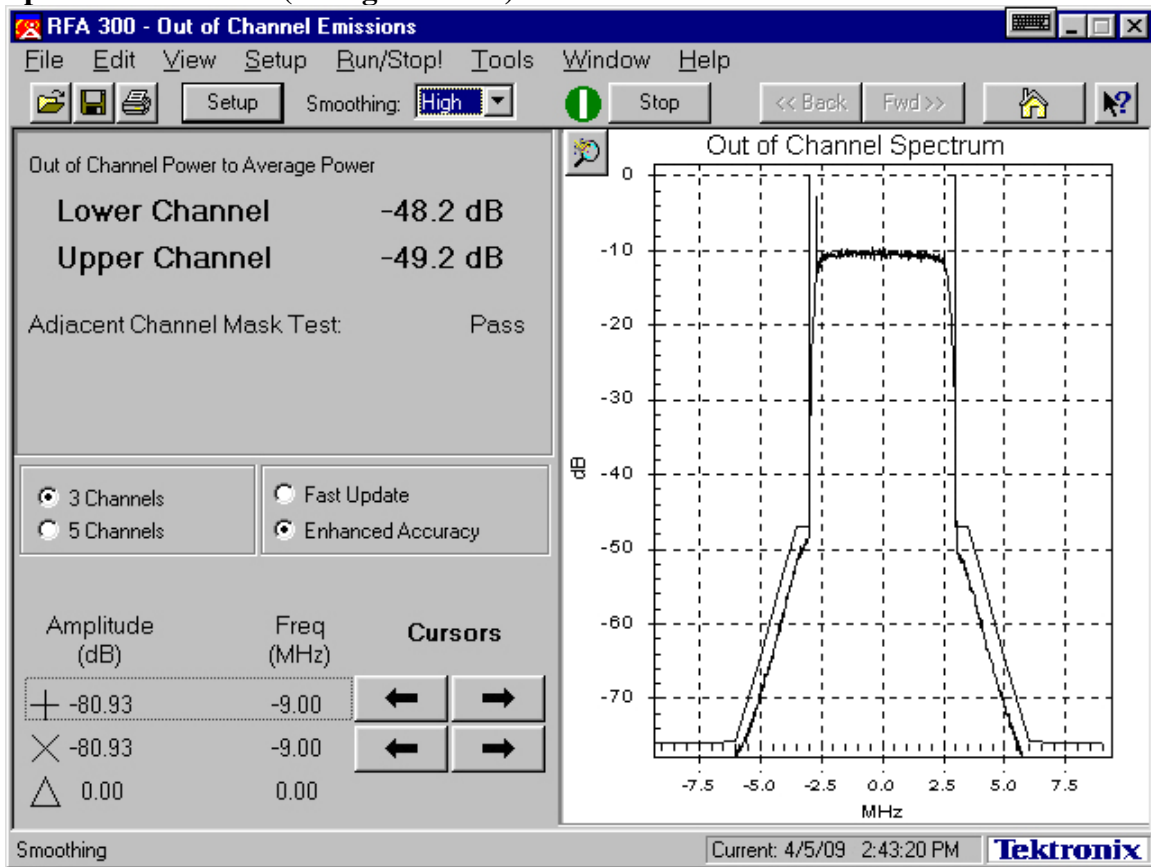 RFA 300 - Out of Channel Emissions
File Edit View Setup Run/Stop! Tools Window Help
Setup Smoothing: High Stop << Back Fwd >> ?
Out of Channel Power to Average Power
Lower Channel -48.2 dB
Upper Channel -49.2 dB
Adjacent Channel Mask Test: Pass
3 Channels
5 Channels
Fast Update
Enhanced Accuracy
Amplitude (dB) Freq (MHz) Cursors
-80.93 -9.00
-80.93 -9.00
0.00 0.00
Out of Channel Spectrum
0
-10
-20
-30
dB
-40
-50
-60
-70
-7.5 -5.0 -2.5 0.0 2.5 5.0 7.5
MHz
Smoothing Current: 4/5/09 2:43:20 PM Tektronix